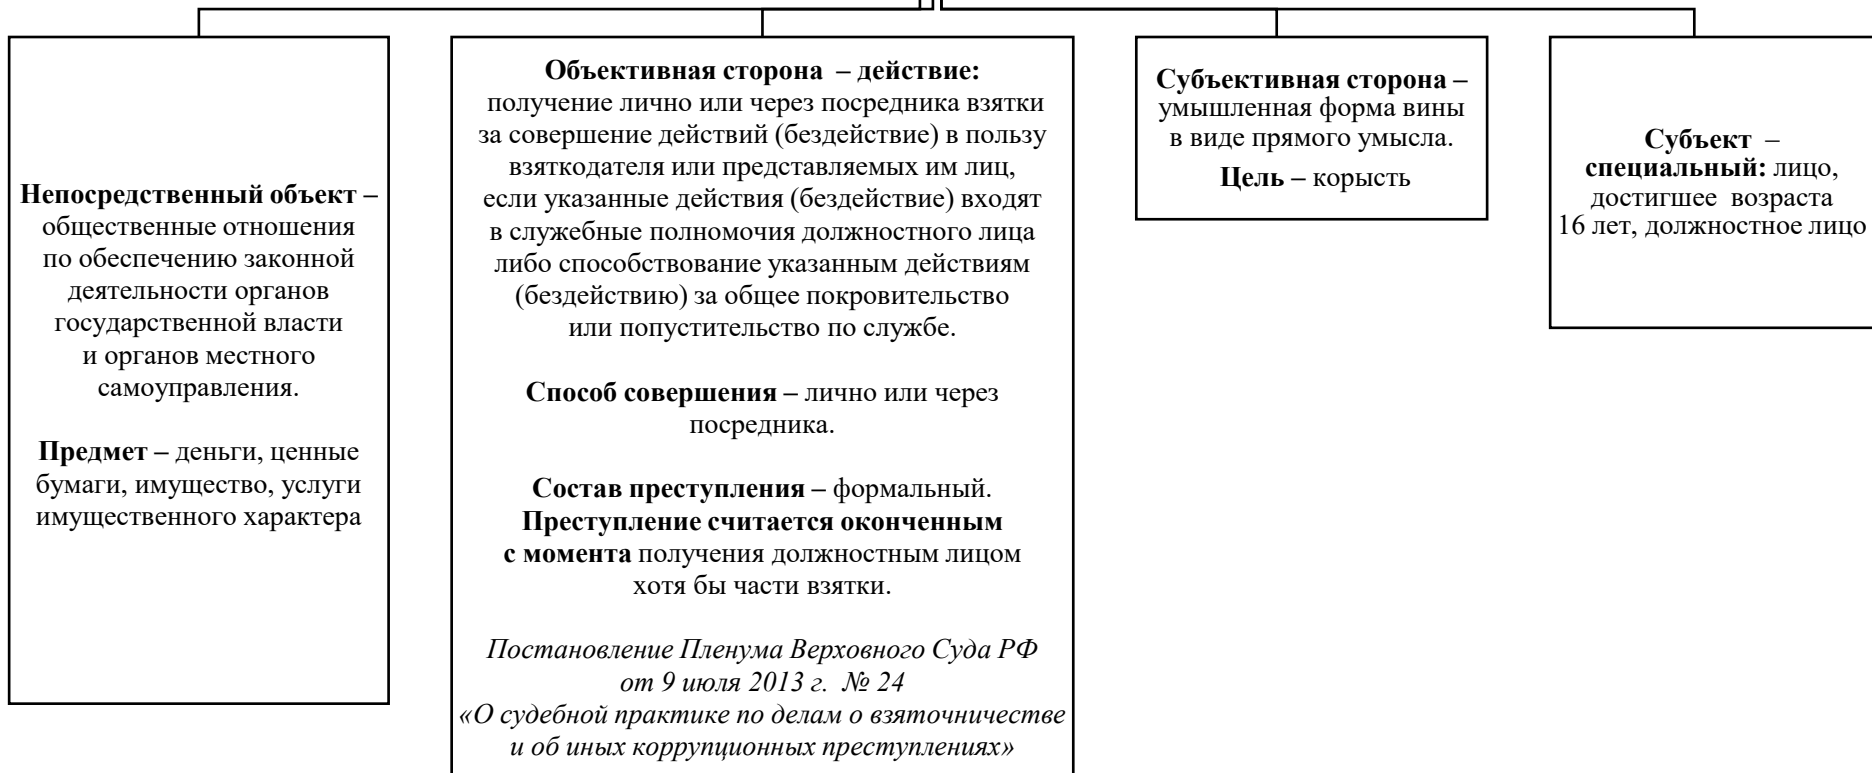 Непосредственный объект –
общественные отношения
по обеспечению законной
деятельности органов
государственной власти
и органов местного
самоуправления.
Предмет – деньги, ценные
бумаги, имущество, услуги
имущественного характера
Объективная сторона – действие:
получение лично или через посредника взятки
за совершение действий (бездействие) в пользу
взяткодателя или представляемых им лиц,
если указанные действия (бездействие) входят
в служебные полномочия должностного лица
либо способствование указанным действиям
(бездействию) за общее покровительство
или попустительство по службе.
Способ совершения – лично или через
посредника.
Состав преступления – формальный.
Преступление считается оконченным
с момента получения должностным лицом
хотя бы части взятки.
Постановление Пленума Верховного Суда РФ
от 9 июля 2013 г. № 24
«О судебной практике по делам о взяточничестве
и об иных коррупционных преступлениях»
Субъективная сторона –
умышленная форма вины
в виде прямого умысла.
Цель – корысть
Субъект –
специальный: лицо,
достигшее возраста
16 лет, должностное лицо